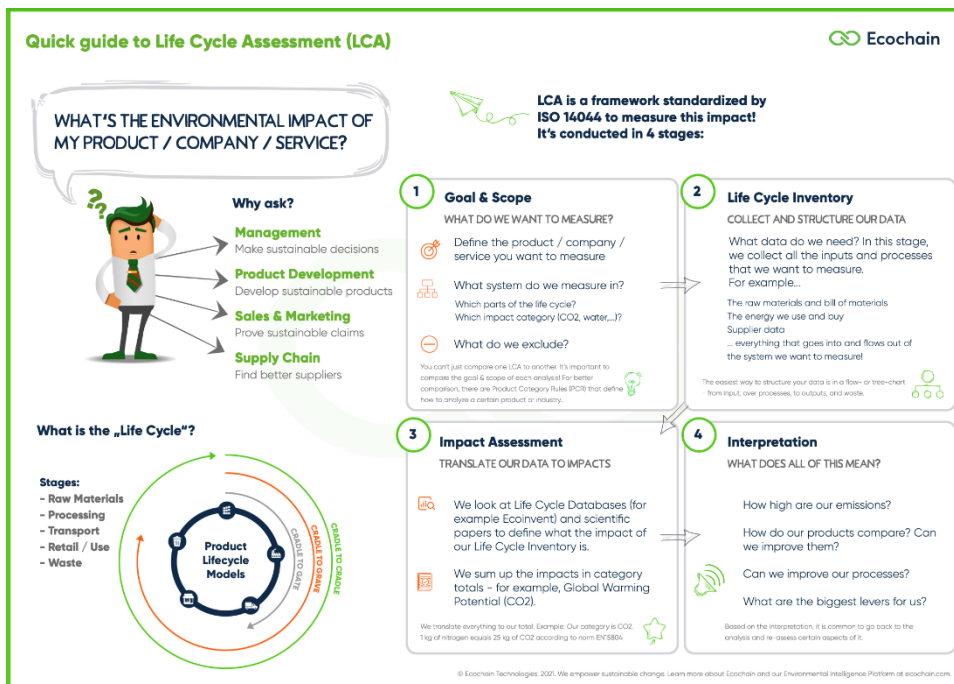 Quick guide to Life Cycle Assessment (LCA)
Ecochain
WHAT'S THE ENVIRONMENTAL IMPACT OF
MY PRODUCT / COMPANY / SERVICE?
LCA is a framework standardized by
ISO 14044 to measure this impact!
It's conducted in 4 stages:
??
Why ask?
Management
Make sustainable decisions
Product Development
Develop sustainable products
Sales & Marketing
Prove sustainable claims
Supply Chain
Find better suppliers
1
Goal & Scope
WHAT DO WE WANT TO MEASURE?
Define the product / company /
service you want to measure
What system do we measure in?
Which parts of the life cycle?
Which impact category (CO2, water,...)?
What do we exclude?
You can't just compare one LCA to another. It's important to
compare the goal & scope of each analysis! For better
comparison, there are Product Category Rules (PCR) that define
how to analyze a certain product or industry.
2
Life Cycle Inventory
COLLECT AND STRUCTURE OUR DATA
What data do we need? In this stage,
we collect all the inputs and processes
that we want to measure.
For example...
The raw materials and bill of materials
The energy we use and buy
Supplier data
... everything that goes into and flows out of
the system we want to measure!
The easiest way to structure your data is in a flow- or tree-chart
- from input, over processes, to outputs, and waste.
What is the „Life Cycle“?
Stages:
- Raw Materials
- Processing
- Transport
- Retail / Use
- Waste
Product
Lifecycle
Models
CRADLE TO GATE
CRADLE TO GRAVE
CRADLE TO CRADLE
3
Impact Assessment
TRANSLATE OUR DATA TO IMPACTS
We look at Life Cycle Databases (for
example Ecoinvent) and scientific
papers to define what the impact of
our Life Cycle Inventory is.
We sum up the impacts in category
totals - for example, Global Warming
Potential (CO2).
We translate everything to our total. Example: Our category is CO2.
1 kg of nitrogen equals 25 kg of CO2 according to norm EN15804
4
Interpretation
WHAT DOES ALL OF THIS MEAN?
How high are our emissions?
How do our products compare? Can
we improve them?
Can we improve our processes?
What are the biggest levers for us?
Based on the interpretation, it is common to go back to the
analysis and re-assess certain aspects of it.
© Ecochain Technologies, 2021. We empower sustainable change. Learn more about Ecochain and our Environmental Intelligence Platform at ecochain.com.